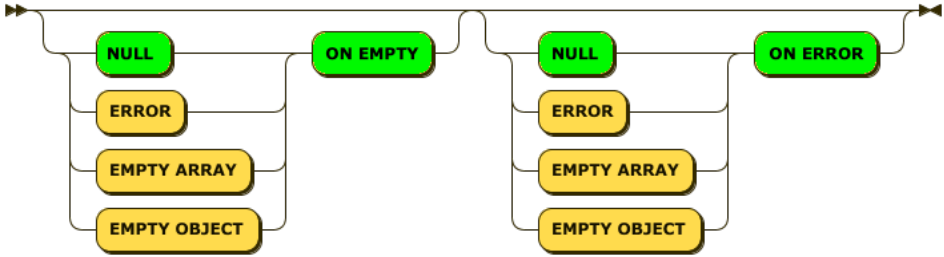 NULL ON EMPTY NULL ON ERROR
ERROR ERROR
EMPTY ARRAY EMPTY ARRAY
EMPTY OBJECT EMPTY OBJECT